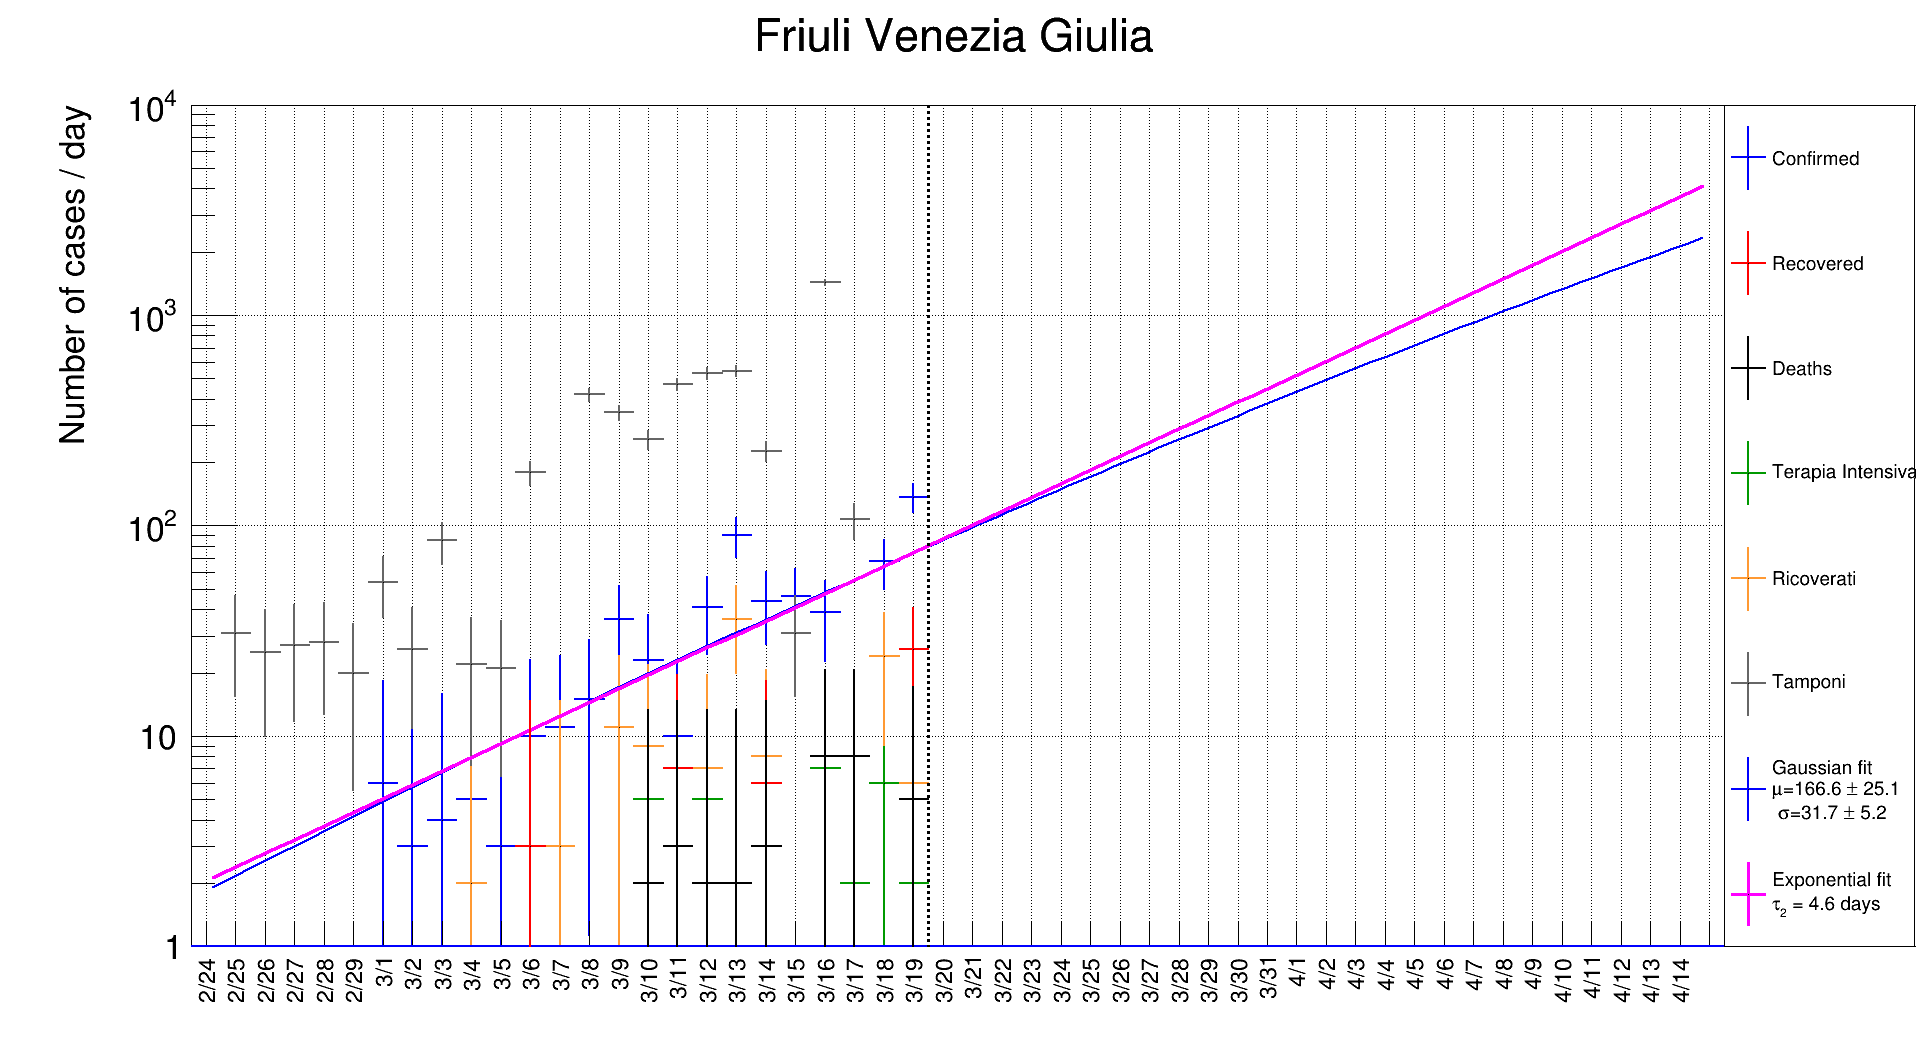 Friuli Venezia Giulia
Number of cases / day
10^4
10^3
10^2
10
1
2/24 2/25 2/26 2/27 2/28 2/29 3/1 3/2 3/3 3/4 3/5 3/6 3/7 3/8 3/9 3/10 3/11 3/12 3/13 3/14 3/15 3/16 3/17 3/18 3/19 3/20 3/21 3/22 3/23 3/24 3/25 3/26 3/27 3/28 3/29 3/30 3/31 4/1 4/2 4/3 4/4 4/5 4/6 4/7 4/8 4/9 4/10 4/11 4/12 4/13 4/14
Confirmed
Recovered
Deaths
Terapia Intensiva
Ricoverati
Tamponi
Gaussian fit
μ=166.6 ± 25.1
σ=31.7 ± 5.2
Exponential fit
τ₂ = 4.6 days